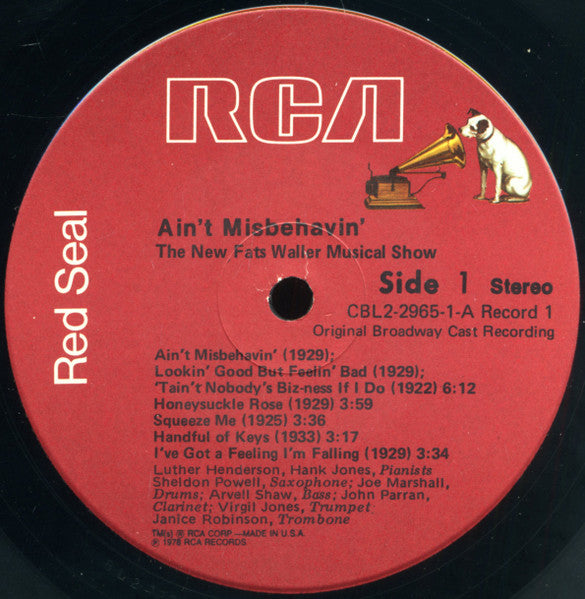 RCA
Red Seal
Ain't Misbehavin'
The New Fats Waller Musical Show
Side 1 Stereo
CBL2-2965-1-A Record 1
Original Broadway Cast Recording
Ain't Misbehavin' (1929);
Lookin' Good But Feelin' Bad (1929);
'Tain't Nobody's Biz-ness If I Do (1922) 6:12
Honeysuckle Rose (1929) 3:59
Squeeze Me (1925) 3:36
Handful of Keys (1933) 3:17
I've Got a Feeling I'm Falling (1929) 3:34
Luther Henderson, Hank Jones, Pianists
Sheldon Powell, Saxophone; Joe Marshall,
Drums; Arvell Shaw, Bass; John Parran,
Clarinet; Virgil Jones, Trumpet
Janice Robinson, Trombone
TM(s) ® RCA CORP.—MADE IN U.S.A.
℗ 1978 RCA RECORDS